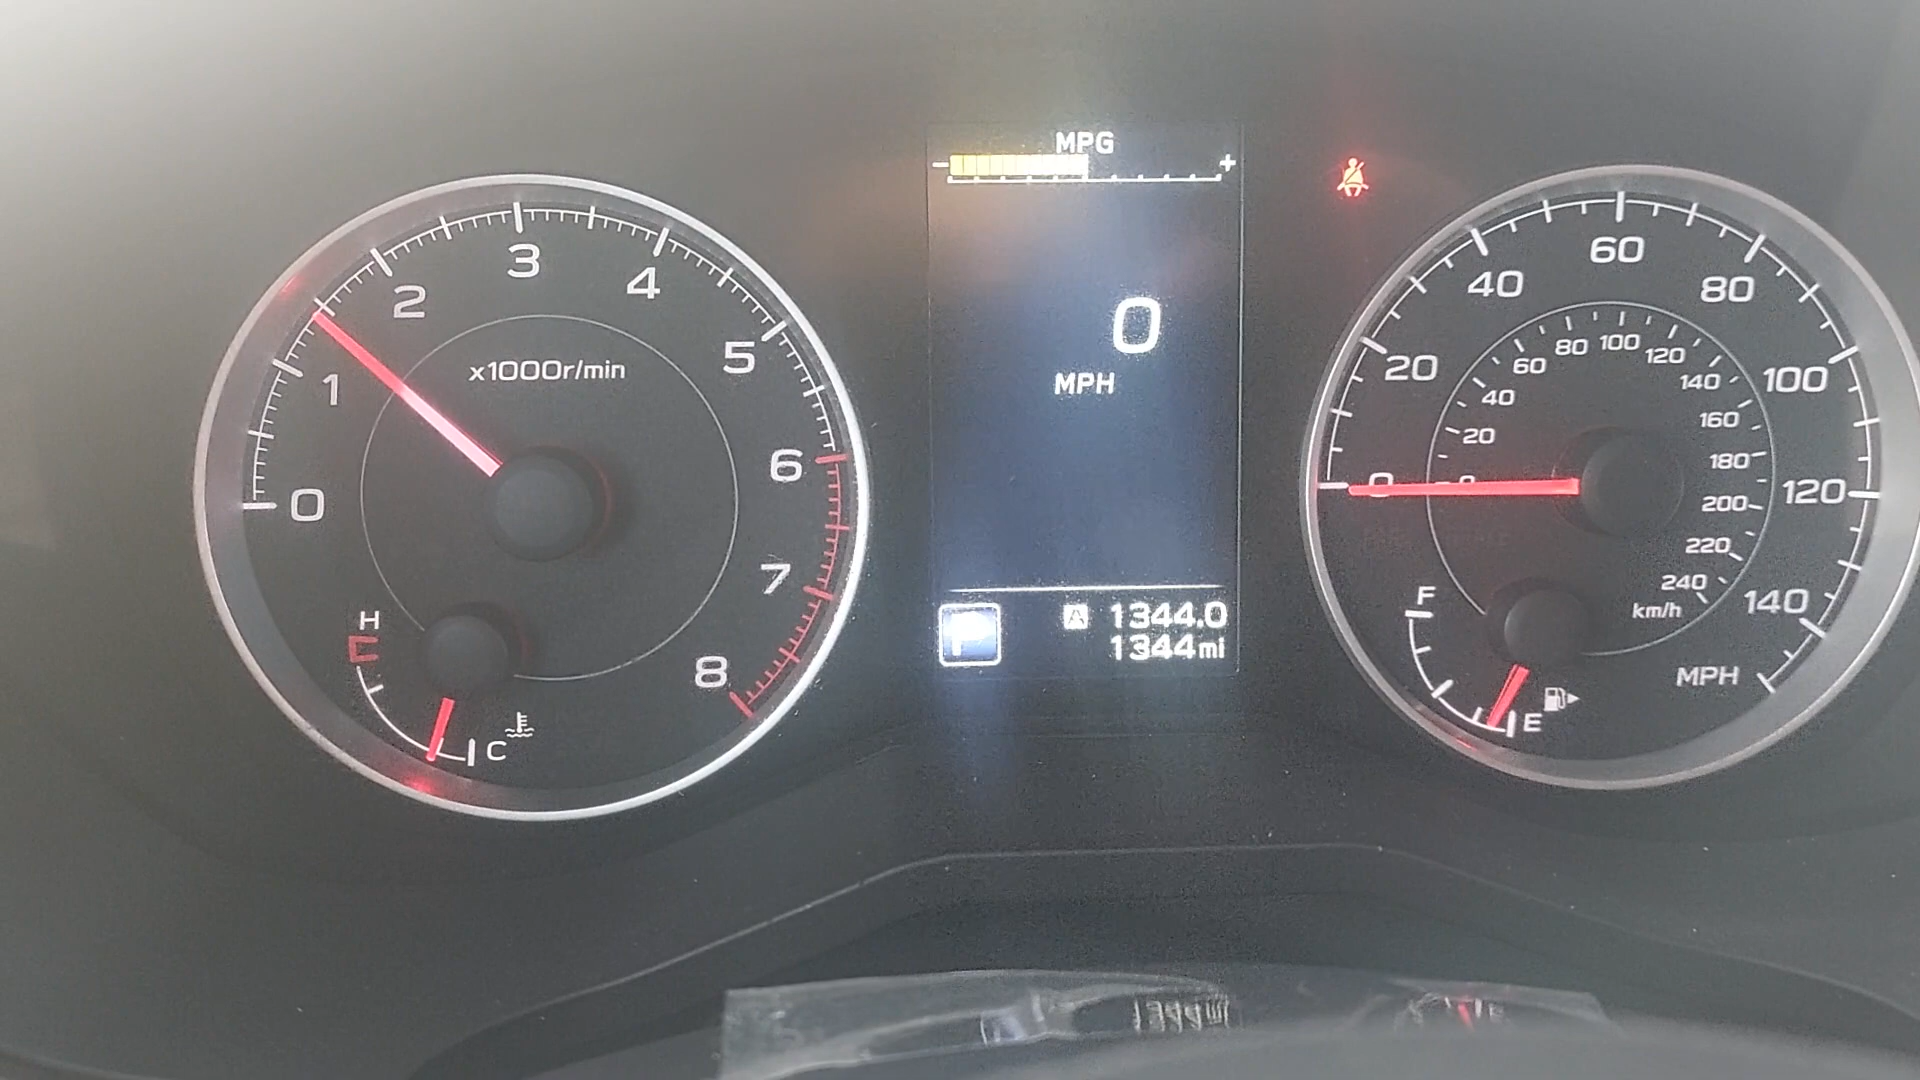 MPG
- +
0
MPH
P
A 1344.0
1344mi
0 1 2 3 4 5 6 7 8
x1000r/min
H
C
0 20 40 60 80 100 120 140
0 20 40 60 80 100 120 140 160 180 200 220 240
km/h
MPH
F
E